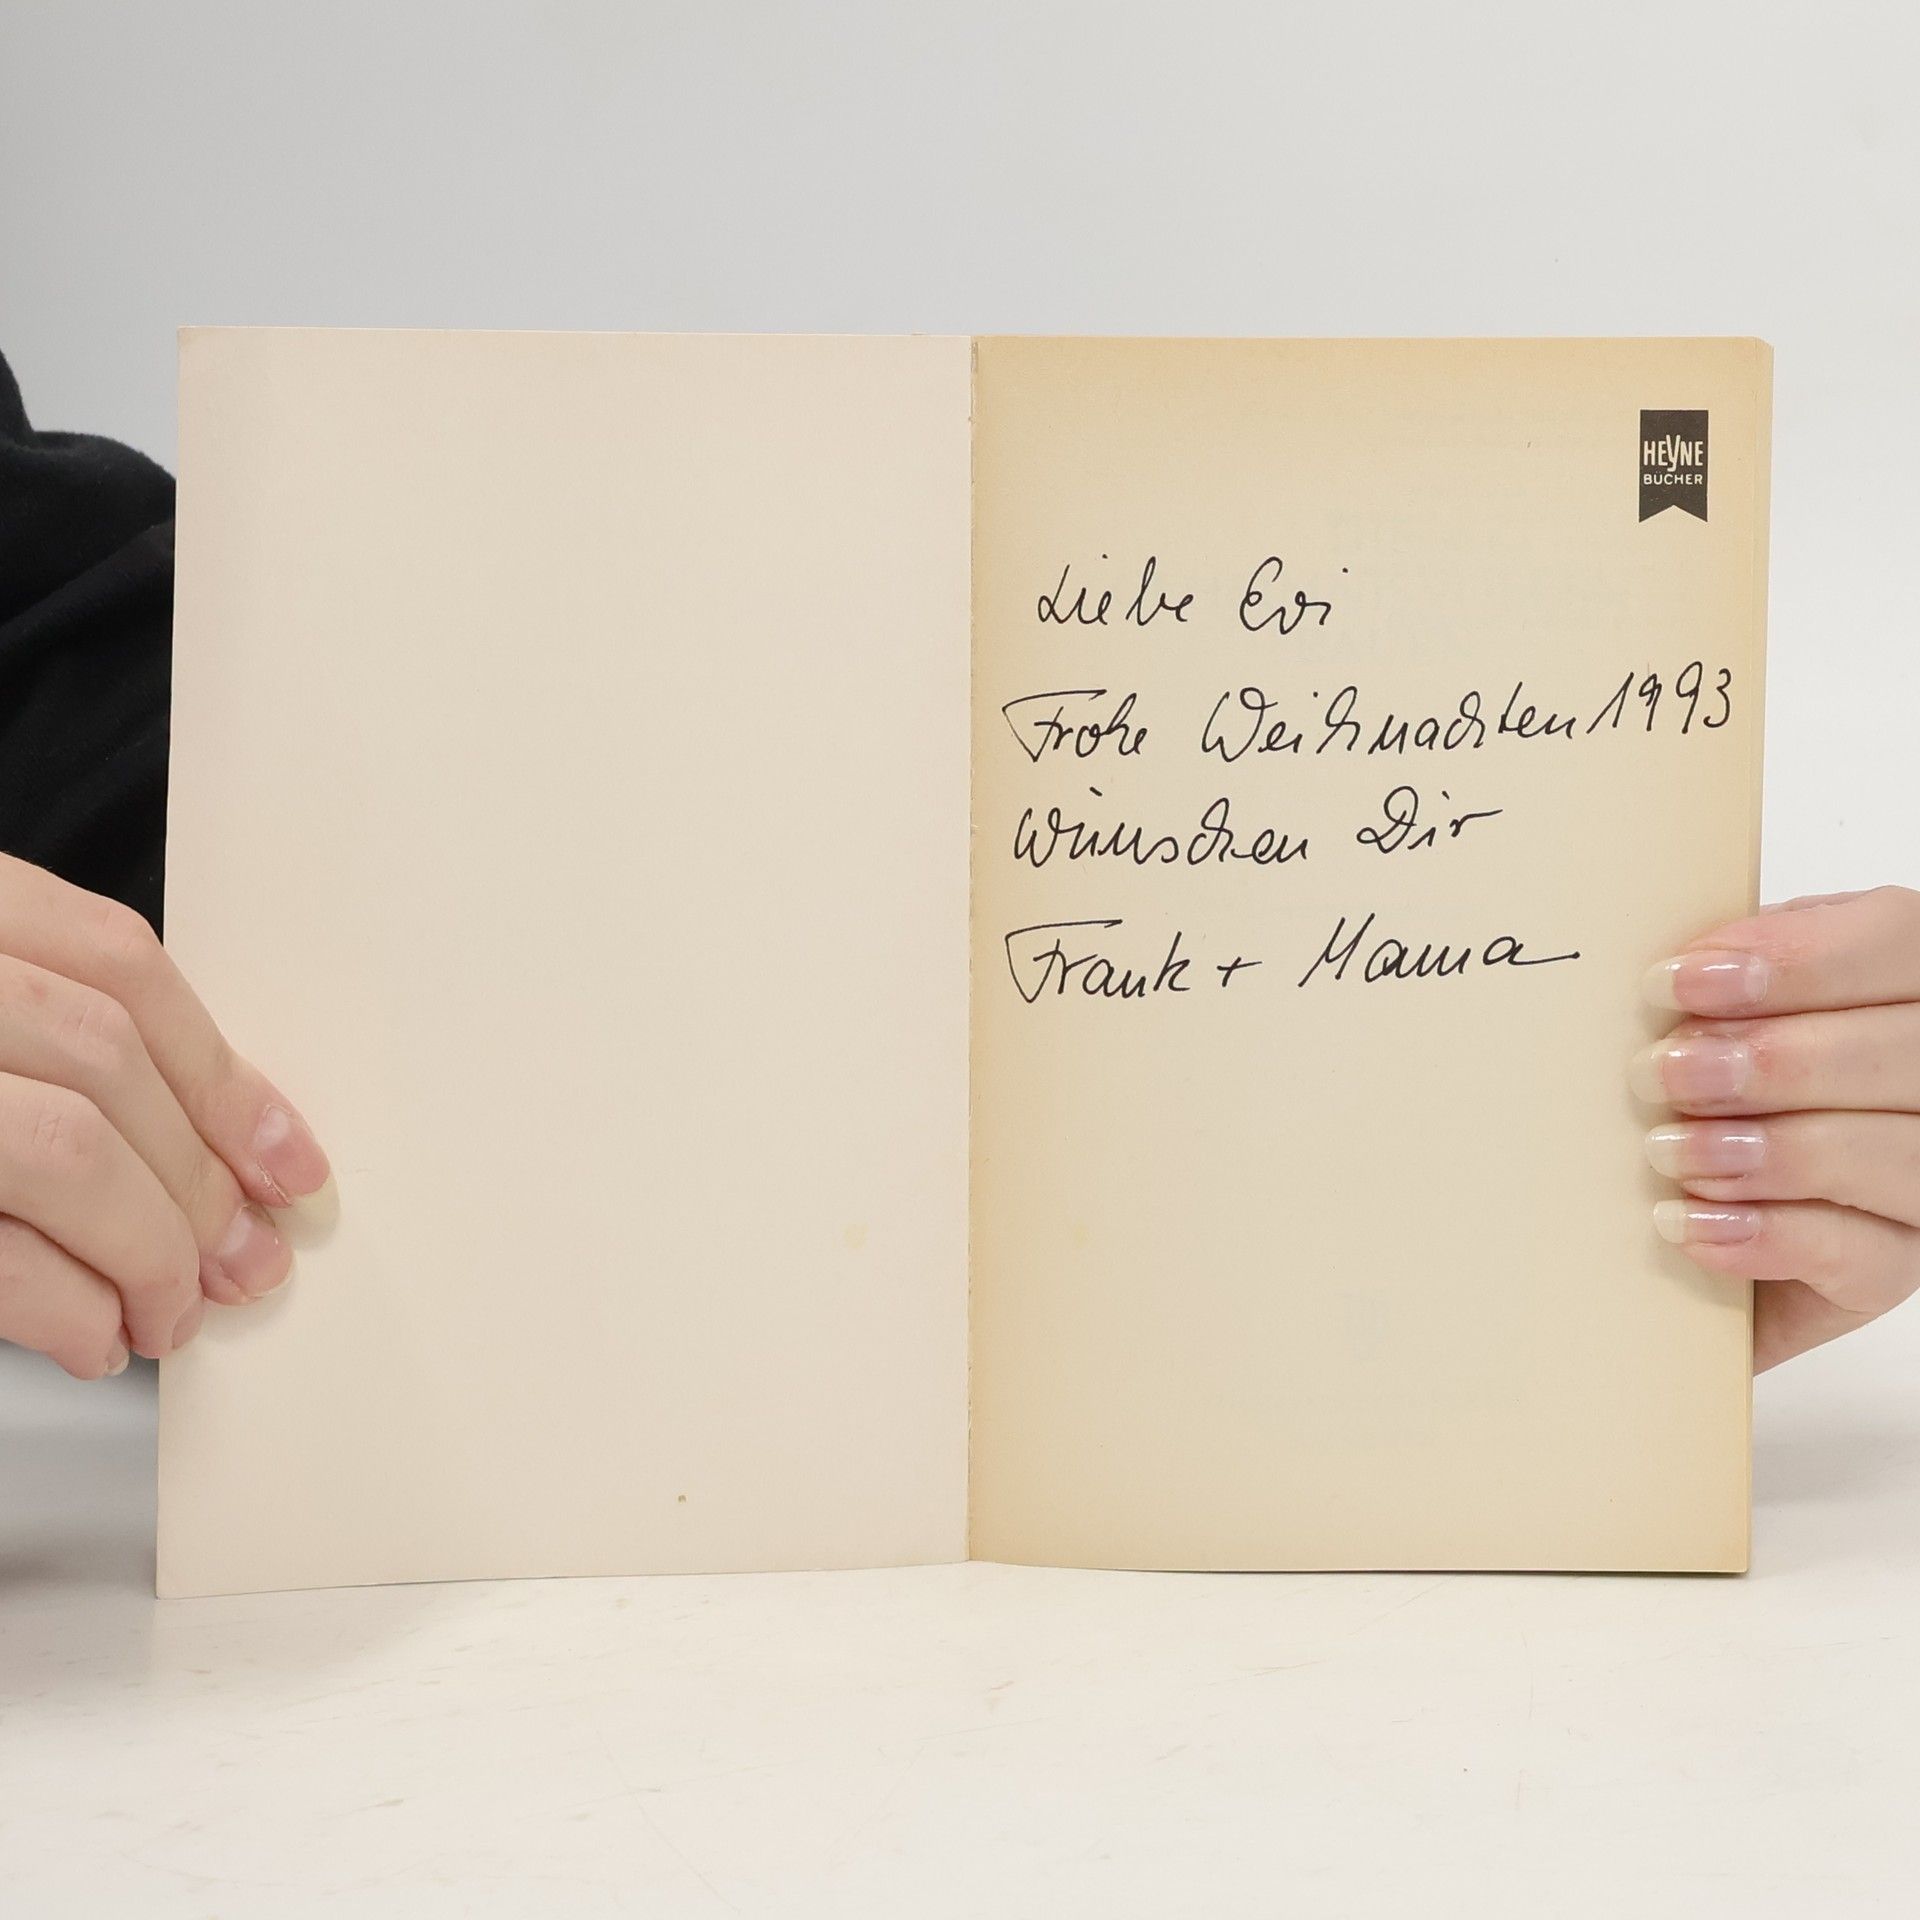 HEYNE
BÜCHER
Liebe Evi
Frohe Weihnachten 1993
wünschen Dir
Frank + Mama